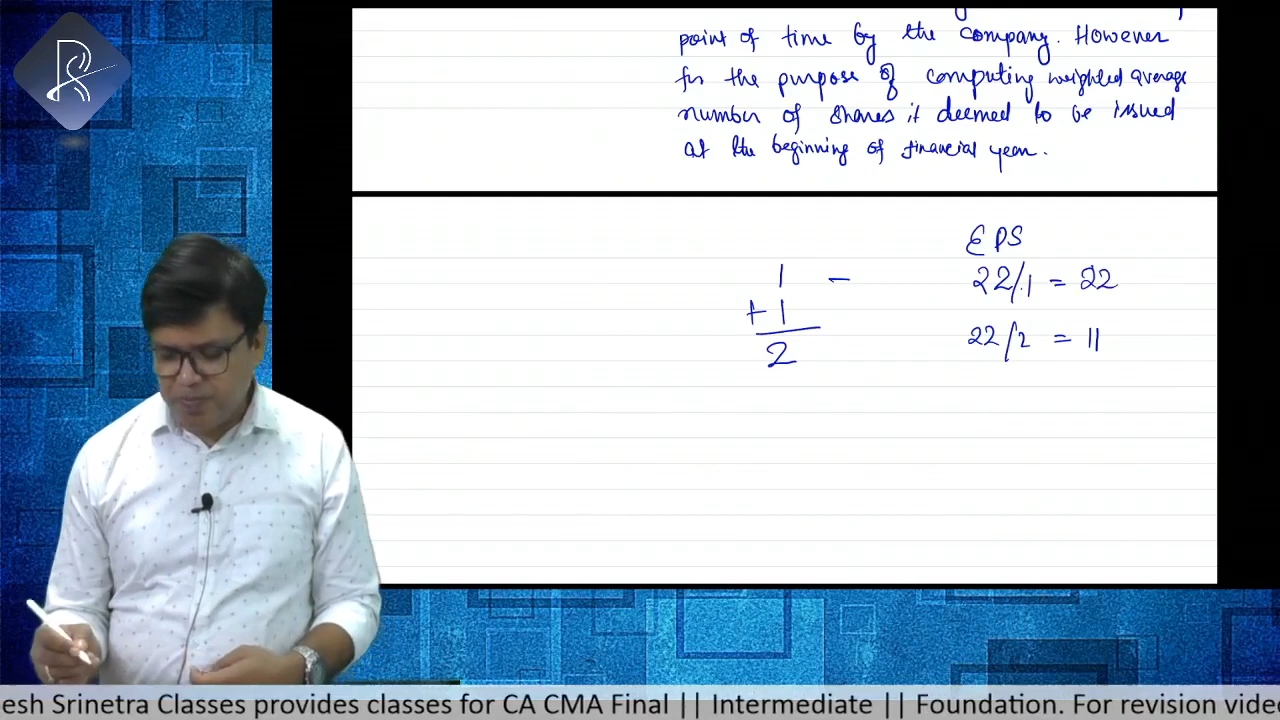 point of time by the company. However
for the purpose of computing weighted average
number of shares it deemed to be issued
at the beginning of financial year.
EPS
1 – 22/1 = 22
+ 1
2 22/2 = 11
esh Srinetra Classes provides classes for CA CMA Final || Intermediate || Foundation. For revision vide